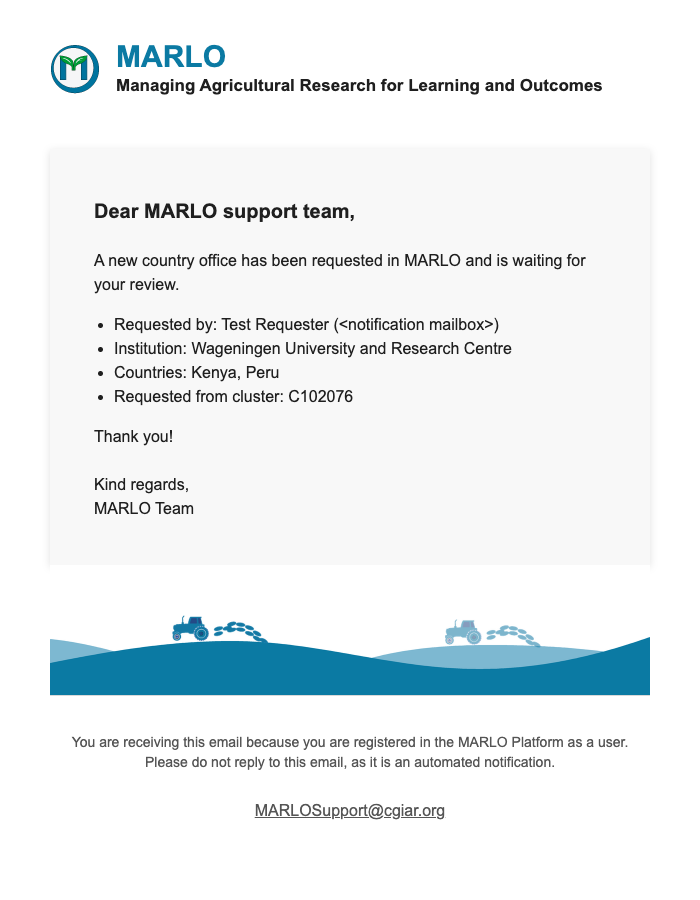 MARLO
Managing Agricultural Research for Learning and Outcomes
Dear MARLO support team,
A new country office has been requested in MARLO and is waiting for
your review.
• Requested by: Test Requester (<notification mailbox>)
• Institution: Wageningen University and Research Centre
• Countries: Kenya, Peru
• Requested from cluster: C102076
Thank you!
Kind regards,
MARLO Team
You are receiving this email because you are registered in the MARLO Platform as a user.
Please do not reply to this email, as it is an automated notification.
MARLOSupport@cgiar.org